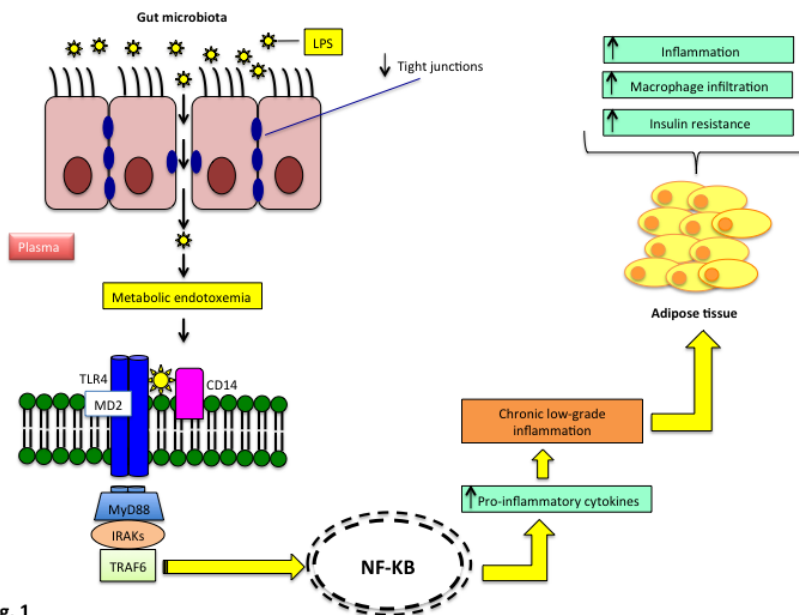 Gut microbiota
LPS
Tight junctions
Inflammation
Macrophage infiltration
Insulin resistance
Plasma
Metabolic endotoxemia
Adipose tissue
TLR4
MD2
CD14
Chronic low-grade
inflammation
Pro-inflammatory cytokines
MyD88
IRAKs
TRAF6
NF-KB
g. 1